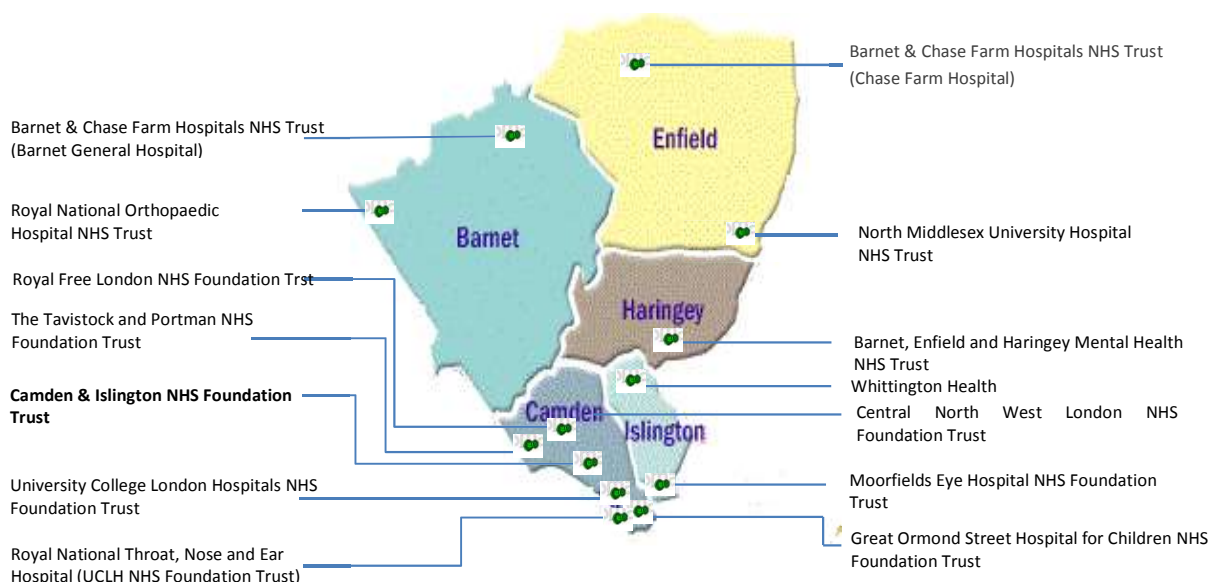 Barnet & Chase Farm Hospitals NHS Trust
(Chase Farm Hospital)
Barnet & Chase Farm Hospitals NHS Trust
(Barnet General Hospital)
Enfield
Royal National Orthopaedic
Hospital NHS Trust
Barnet
North Middlesex University Hospital
NHS Trust
Royal Free London NHS Foundation Trst
Haringey
The Tavistock and Portman NHS
Foundation Trust
Barnet, Enfield and Haringey Mental Health
NHS Trust
Whittington Health
Camden & Islington NHS Foundation
Trust
Camden
Islington
Central North West London NHS
Foundation Trust
University College London Hospitals NHS
Foundation Trust
Moorfields Eye Hospital NHS Foundation
Trust
Royal National Throat, Nose and Ear
Hospital (UCLH NHS Foundation Trust)
Great Ormond Street Hospital for Children NHS
Foundation Trust